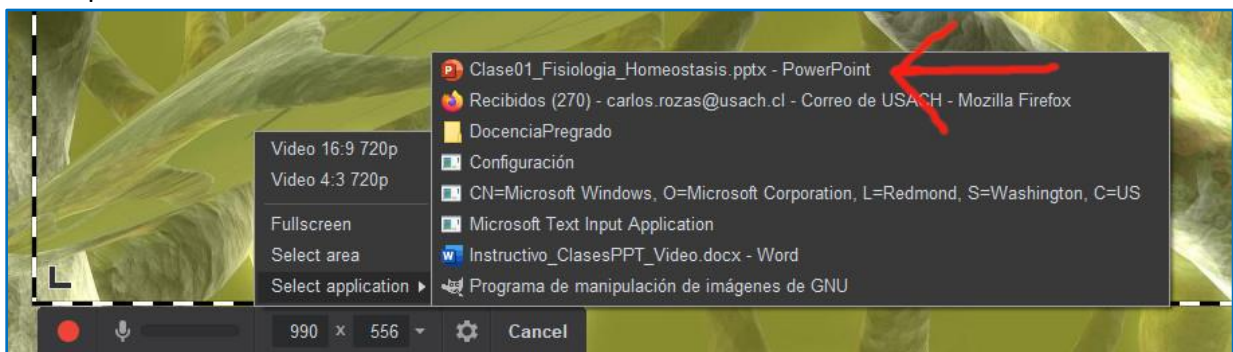 Clase01_Fisiologia_Homeostasis.pptx - PowerPoint
Recibidos (270) - carlos.rozas@usach.cl - Correo de USACH - Mozilla Firefox
DocenciaPregrado
Configuración
CN=Microsoft Windows, O=Microsoft Corporation, L=Redmond, S=Washington, C=US
Microsoft Text Input Application
Instructivo_ClasesPPT_Video.docx - Word
Programa de manipulación de imágenes de GNU
Video 16:9 720p
Video 4:3 720p
Fullscreen
Select area
Select application
990 × 556 Cancel